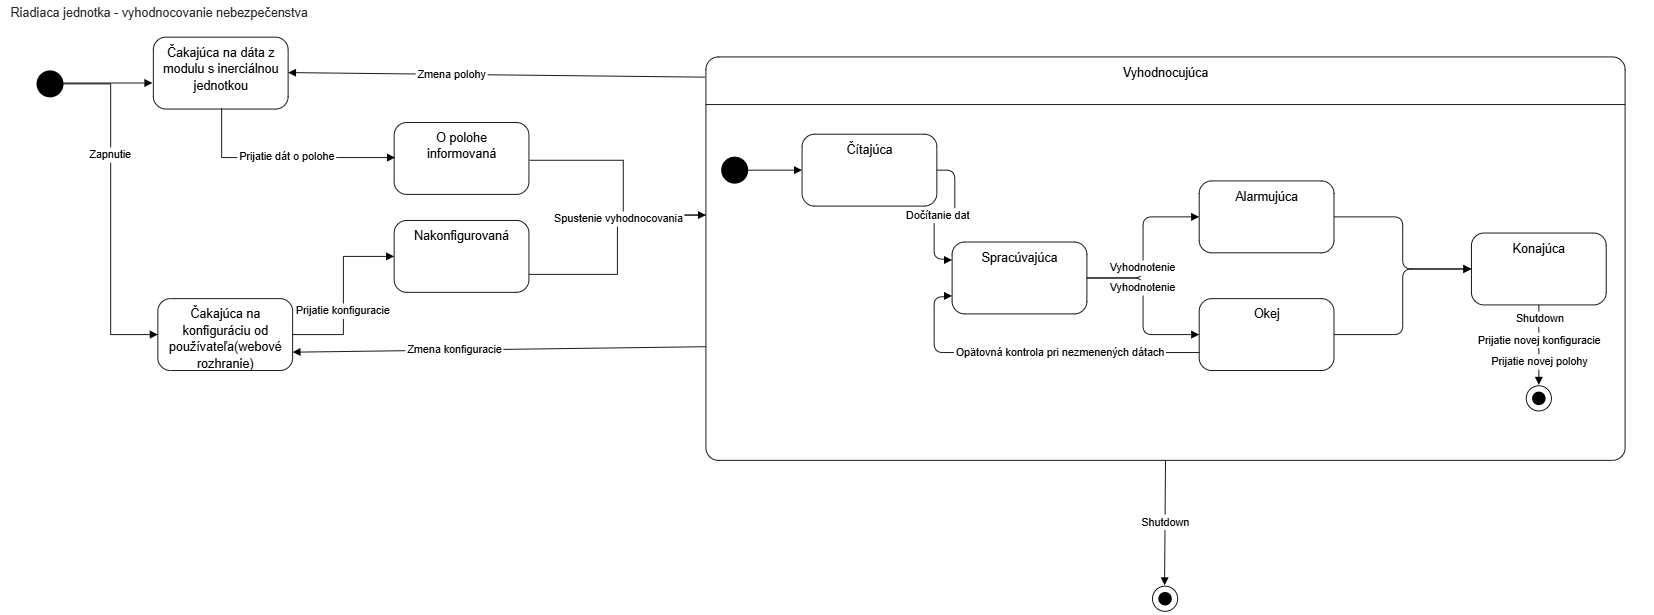 Riadiaca jednotka - vyhodnocovanie nebezpečenstva
Čakajúca na dáta z
modulu s inerciálnou
jednotkou
Zmena polohy
Vyhodnocujúca
Zapnutie
Prijatie dát o polohe
O polohe
informovaná
Čítajúca
Alarmujúca
Dočítanie dat
Spustenie vyhodnocovania
Nakonfigurovaná
Spracúvajúca
Konajúca
Vyhodnotenie
Vyhodnotenie
Prijatie konfiguracie
Čakajúca na
konfiguráciu od
používateľa(webové
rozhranie)
Okej
Shutdown
Prijatie novej konfiguracie
Prijatie novej polohy
Zmena konfiguracie
Opätovná kontrola pri nezmenených dátach
Shutdown